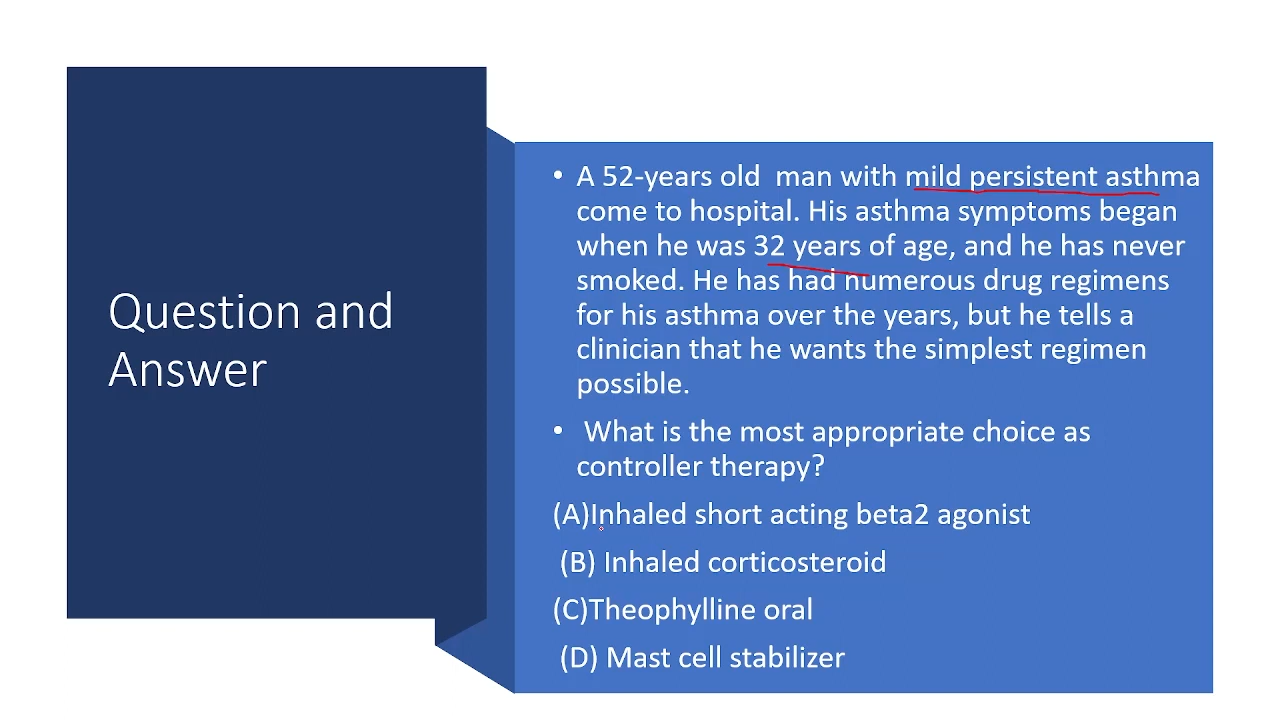 Question and
Answer
• A 52-years old  man with mild persistent asthma
come to hospital. His asthma symptoms began
when he was 32 years of age, and he has never
smoked. He has had numerous drug regimens
for his asthma over the years, but he tells a
clinician that he wants the simplest regimen
possible.
• What is the most appropriate choice as
controller therapy?
(A)Inhaled short acting beta2 agonist
(B) Inhaled corticosteroid
(C)Theophylline oral
(D) Mast cell stabilizer